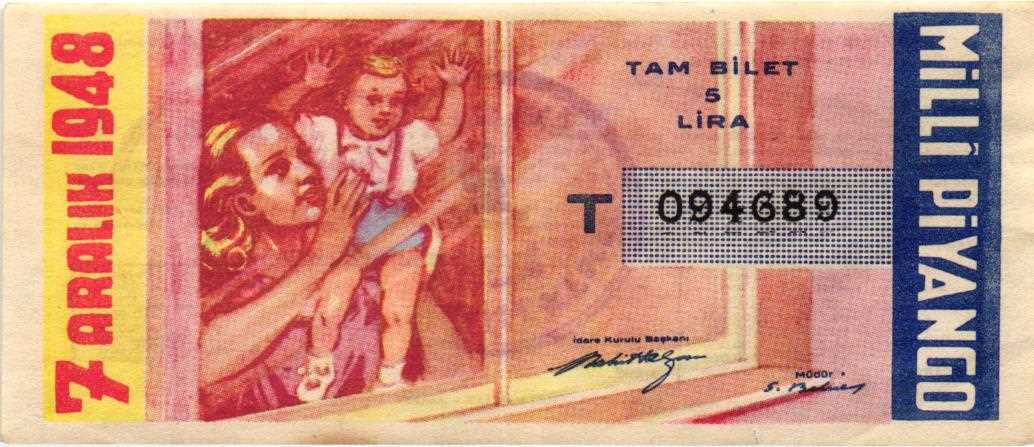 7 ARALIK 1948
TAM BİLET
5
LİRA
T 094689
İdare Kurulu Başkanı
Müdür
MİLLÎ PİYANGO